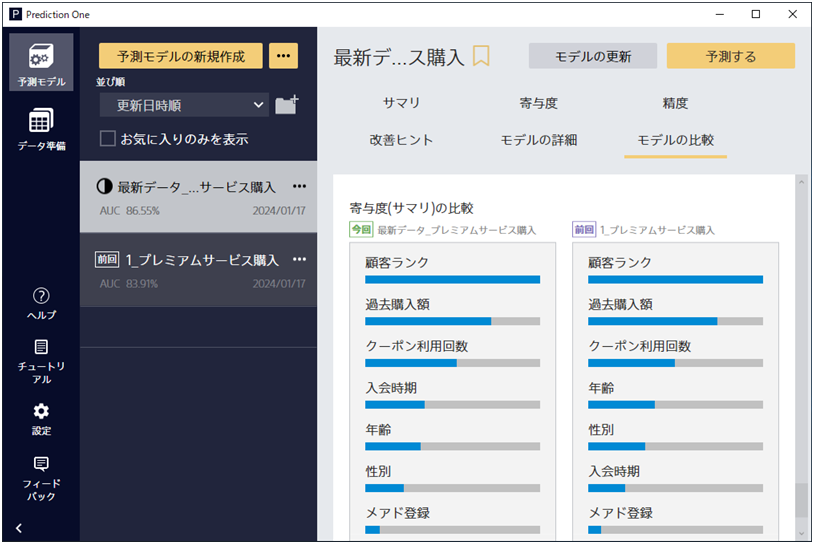 Prediction One
予測モデル
データ準備
ヘルプ
チュートリ
アル
設定
フィード
バック
予測モデルの新規作成
並び順
更新日時順
お気に入りのみを表示
最新データ_...サービス購入
AUC 86.55%
2024/01/17
前回 1_プレミアムサービス購入
AUC 83.91%
2024/01/17
最新デ...ス購入
モデルの更新
予測する
サマリ
寄与度
精度
改善ヒント
モデルの詳細
モデルの比較
寄与度(サマリ)の比較
今回 最新データ_プレミアムサービス購入
顧客ランク
過去購入額
クーポン利用回数
入会時期
年齢
性別
メアド登録
前回 1_プレミアムサービス購入
顧客ランク
過去購入額
クーポン利用回数
年齢
性別
入会時期
メアド登録